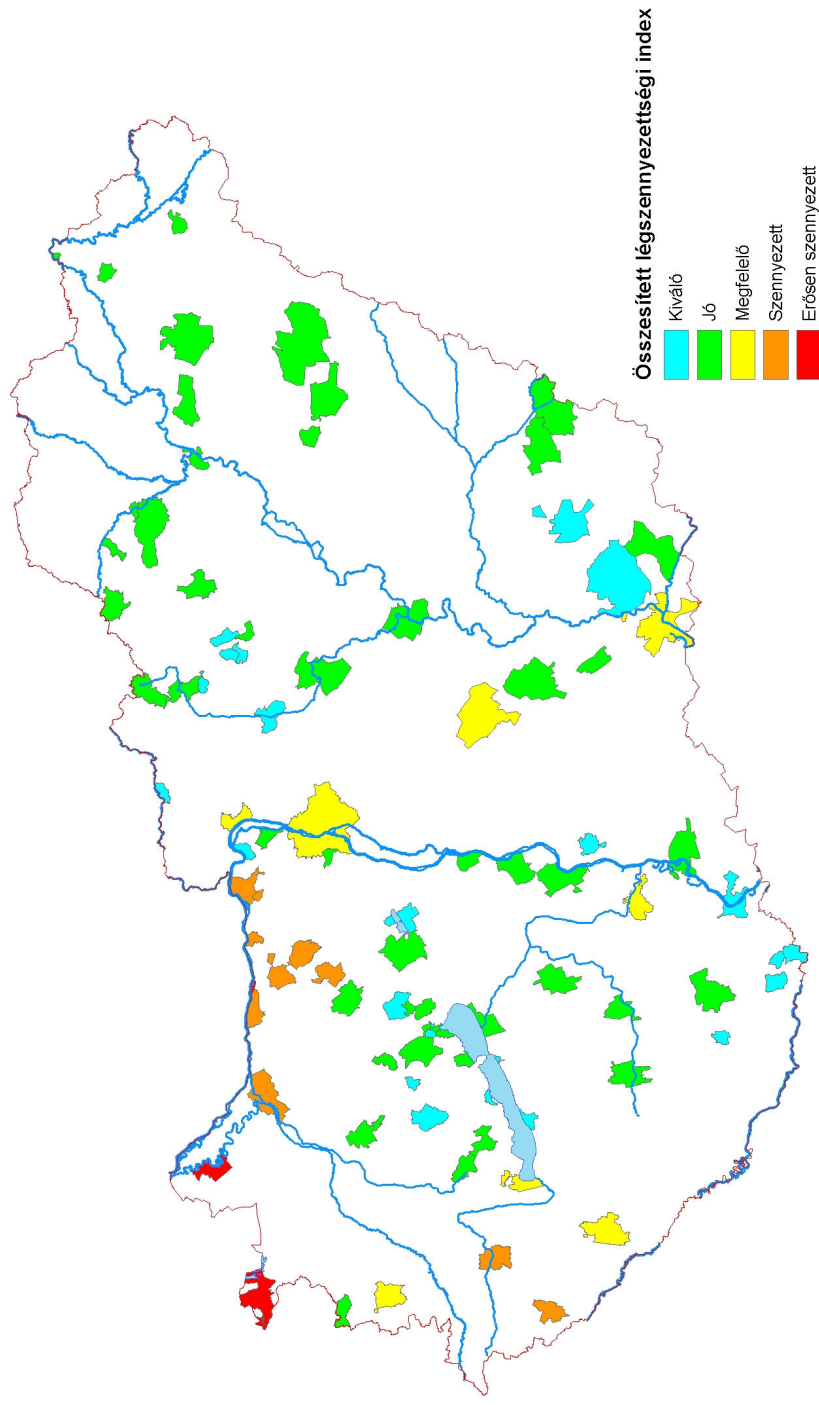 Összesített légszennyezettségi index
Kiváló
Jó
Megfelelő
Szennyezett
Erősen szennyezett